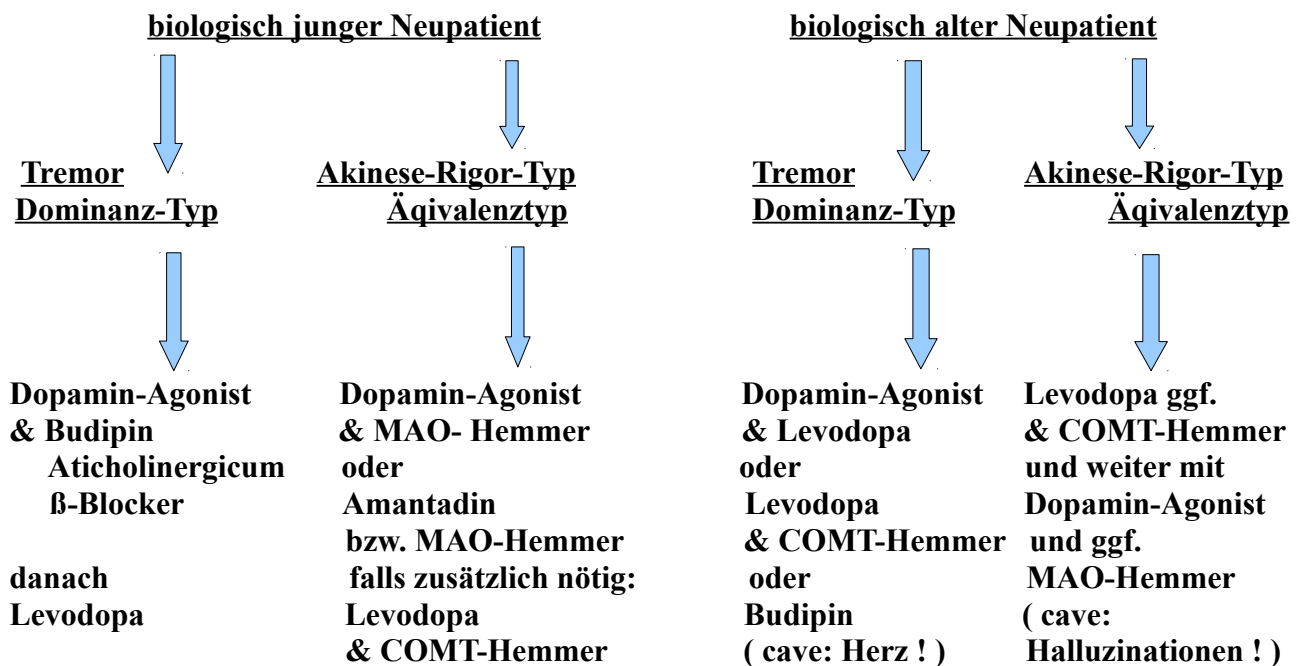 biologisch junger Neupatient
biologisch alter Neupatient
Tremor
Dominanz-Typ
Akinese-Rigor-Typ
Äqivalenztyp
Tremor
Dominanz-Typ
Akinese-Rigor-Typ
Äqivalenztyp
Dopamin-Agonist
& Budipin
Aticholinergicum
ß-Blocker
danach
Levodopa
Dopamin-Agonist
& MAO- Hemmer
oder
Amantadin
bzw. MAO-Hemmer
falls zusätzlich nötig:
Levodopa
& COMT-Hemmer
Dopamin-Agonist
& Levodopa
oder
Levodopa
& COMT-Hemmer
oder
Budipin
( cave: Herz ! )
Levodopa ggf.
& COMT-Hemmer
und weiter mit
Dopamin-Agonist
und ggf.
MAO-Hemmer
( cave:
Halluzinationen ! )